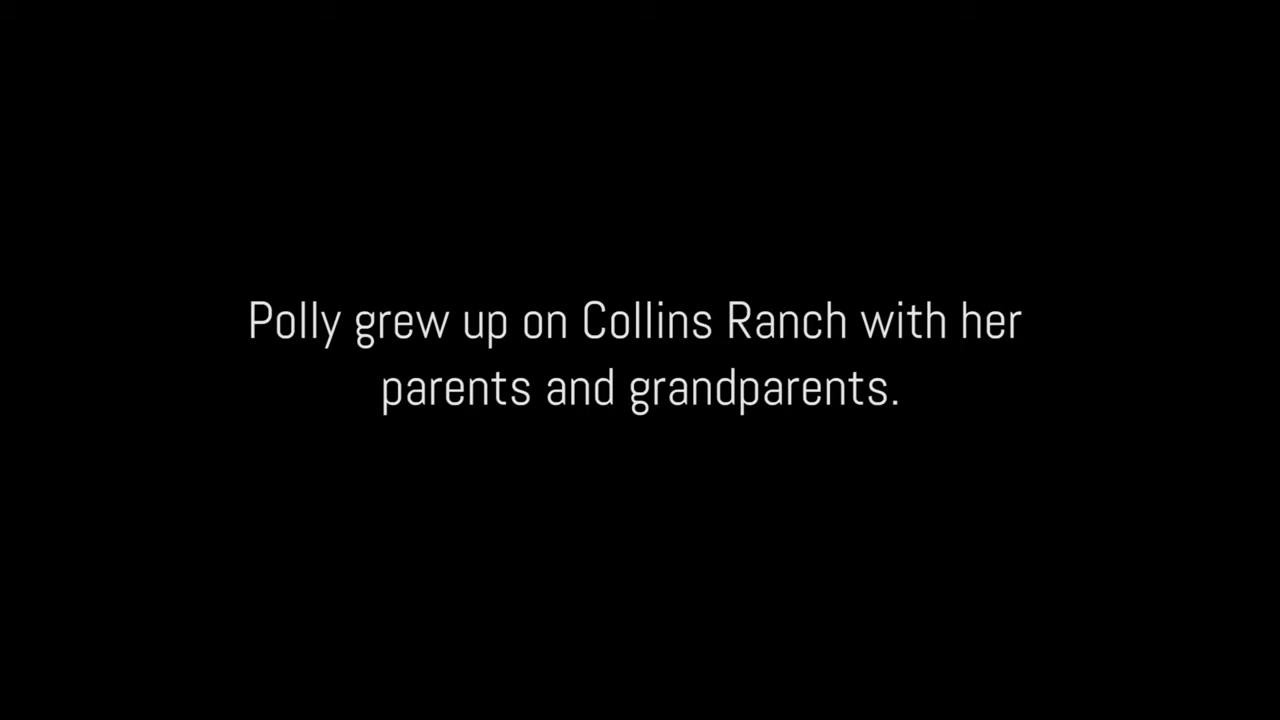 Polly grew up on Collins Ranch with her
parents and grandparents.